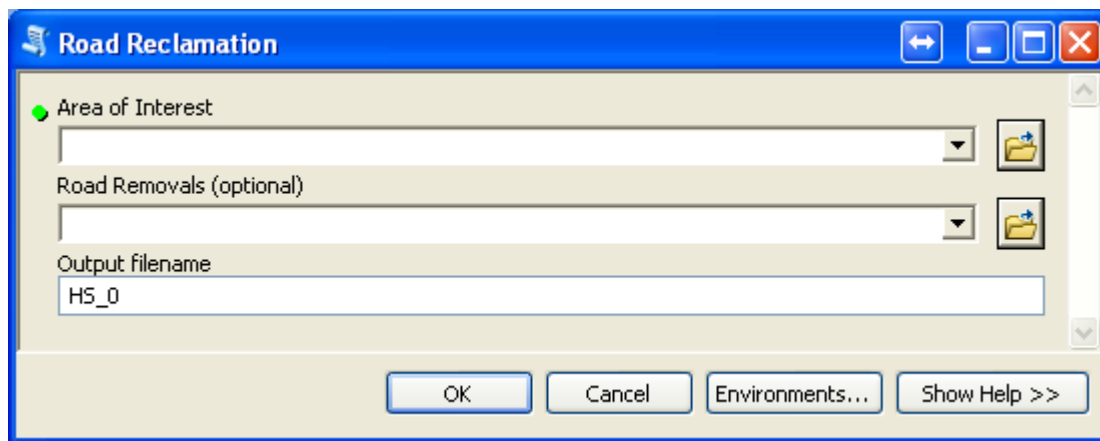 Road Reclamation
Area of Interest
Road Removals (optional)
Output filename
HS_0
OK Cancel Environments... Show Help >>